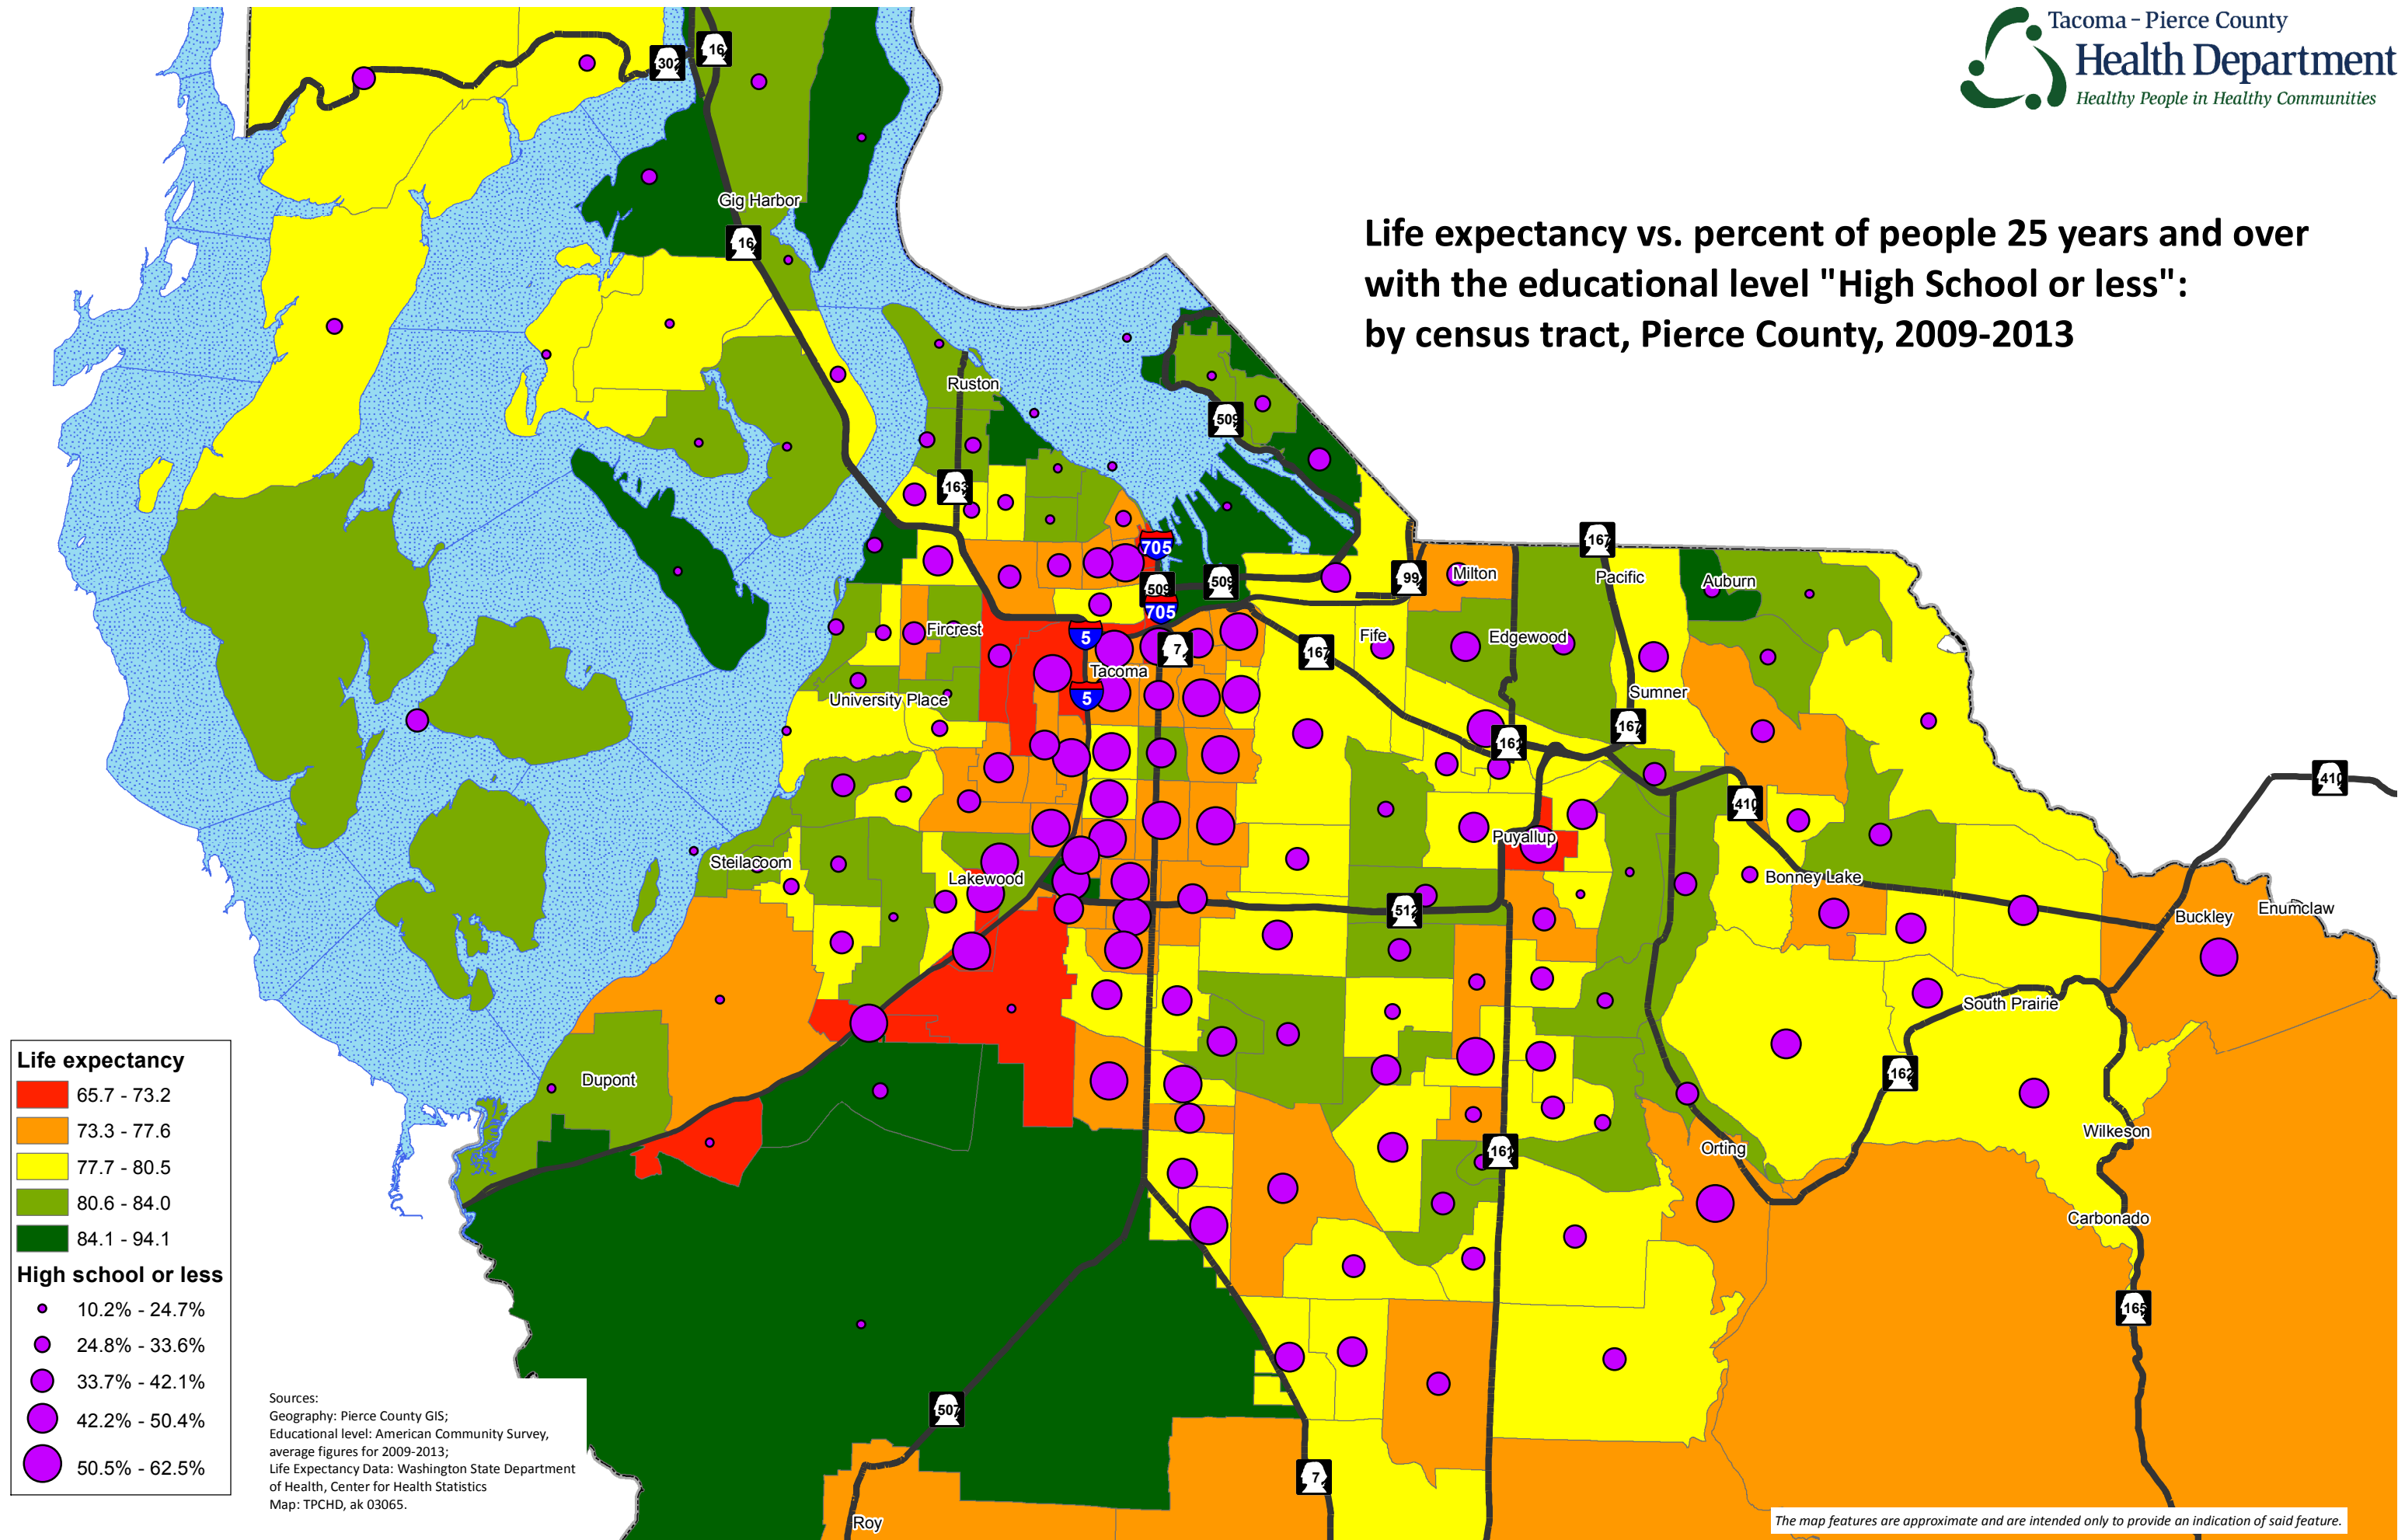 Tacoma - Pierce County
Health Department
Healthy People in Healthy Communities
Life expectancy vs. percent of people 25 years and over
with the educational level "High School or less":
by census tract, Pierce County, 2009-2013
302
16
Gig Harbor
16
Ruston
509
163
705
509
509
705
99
Milton
167
Pacific
Auburn
Fircrest
5
7
Tacoma
5
167
Fife
Edgewood
University Place
Sumner
167
161
410
410
Puyallup
Steilacoom
Lakewood
Bonney Lake
512
Buckley
Enumclaw
South Prairie
Dupont
162
Wilkeson
Orting
161
Carbonado
165
507
7
Roy
Life expectancy
65.7 - 73.2
73.3 - 77.6
77.7 - 80.5
80.6 - 84.0
84.1 - 94.1
High school or less
10.2% - 24.7%
24.8% - 33.6%
33.7% - 42.1%
42.2% - 50.4%
50.5% - 62.5%
Sources:
Geography: Pierce County GIS;
Educational level: American Community Survey,
average figures for 2009-2013;
Life Expectancy Data: Washington State Department
of Health, Center for Health Statistics
Map: TPCHD, ak 03065.
The map features are approximate and are intended only to provide an indication of said feature.